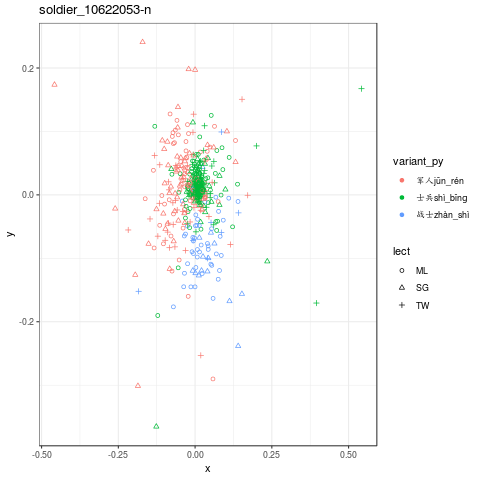 soldier_10622053-n
0.2
0.0
-0.2
y
-0.50
-0.25
0.00
0.25
0.50
x
variant_py
军人jūn_rén
士兵shì_bīng
战士zhàn_shì
lect
ML
SG
TW